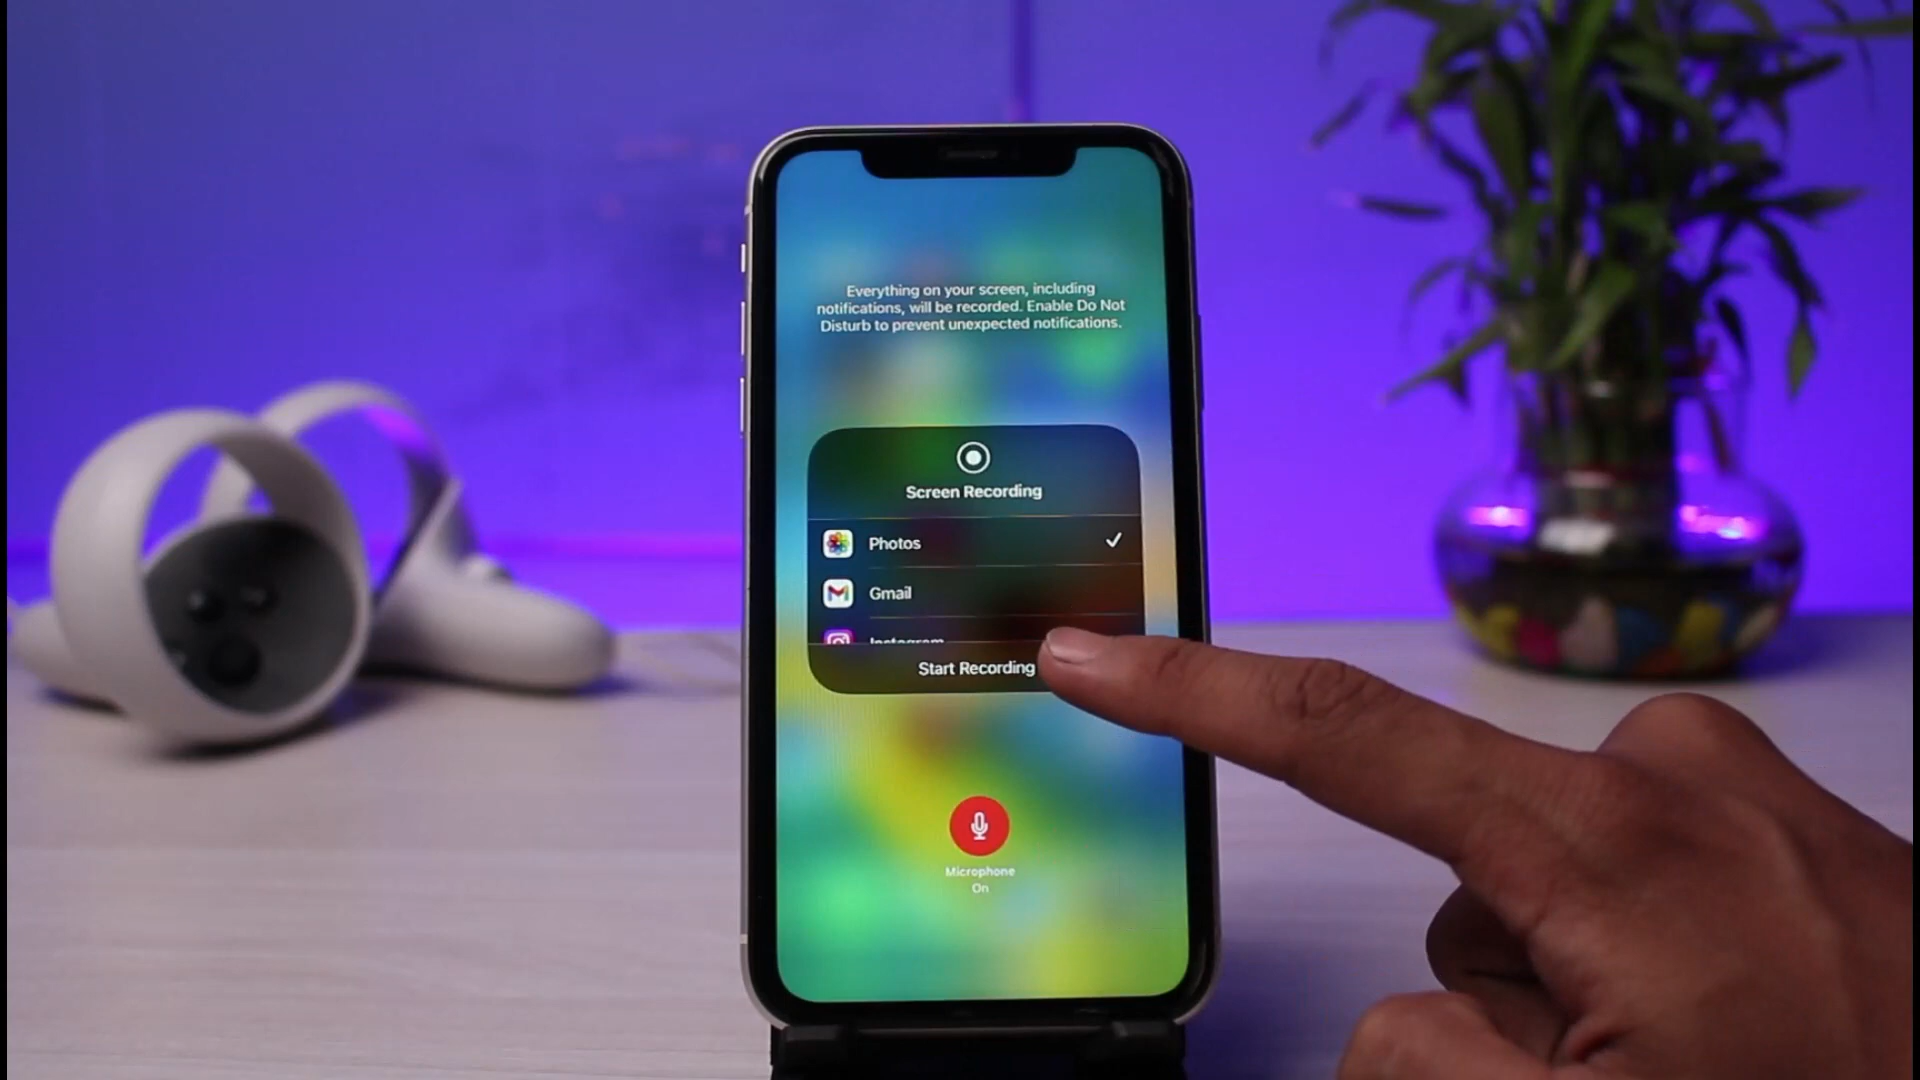 Everything on your screen, including
notifications, will be recorded. Enable Do Not
Disturb to prevent unexpected notifications.
Screen Recording
Photos
Gmail
Instagram
Start Recording
Microphone
On